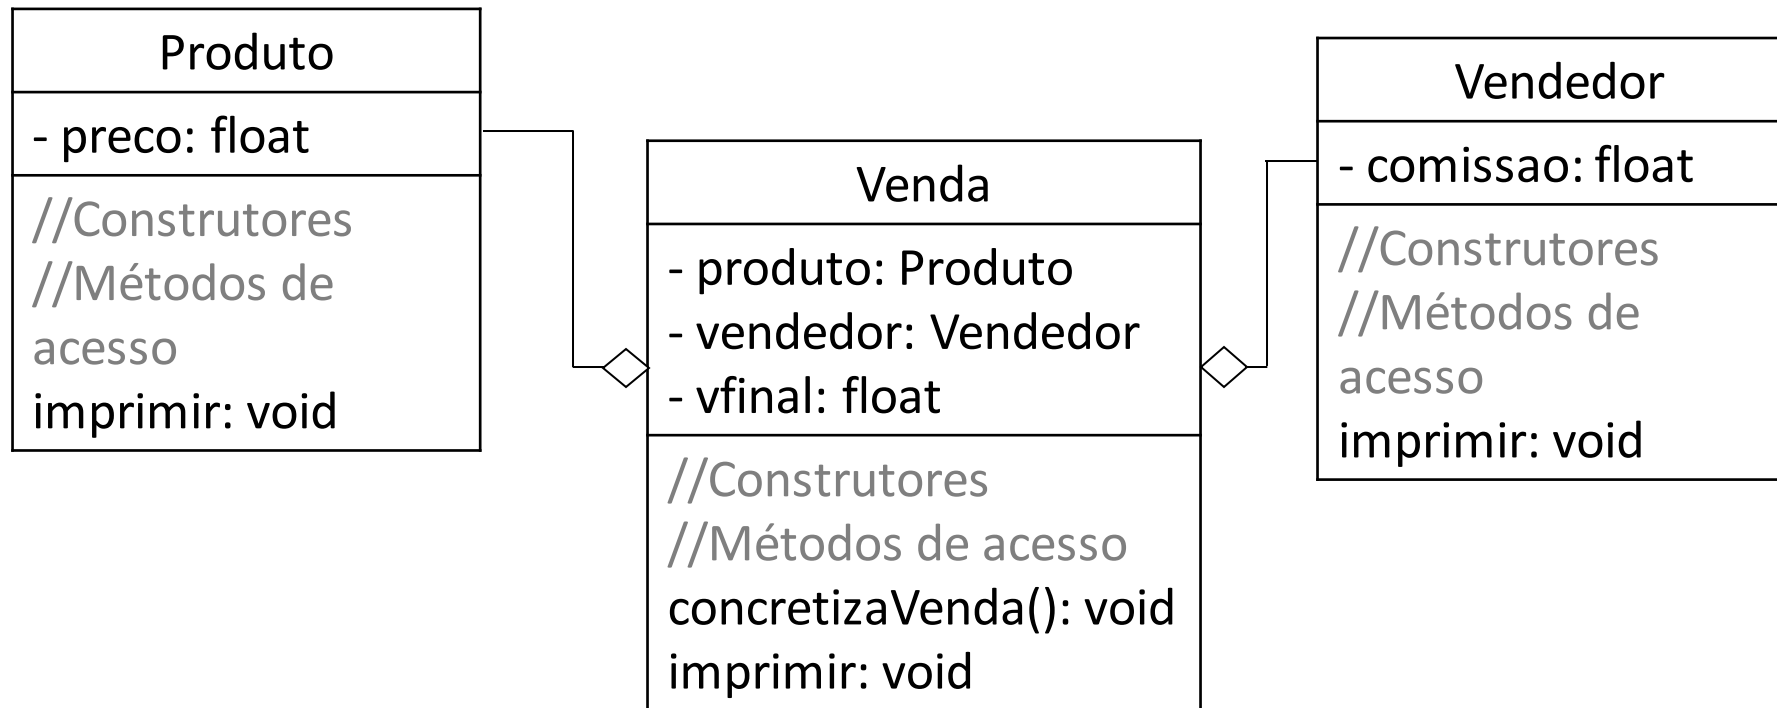 Produto
- preco: float
//Construtores
//Métodos de
acesso
imprimir: void
Venda
- produto: Produto
- vendedor: Vendedor
- vfinal: float
//Construtores
//Métodos de acesso
concretizaVenda(): void
imprimir: void
Vendedor
- comissao: float
//Construtores
//Métodos de
acesso
imprimir: void